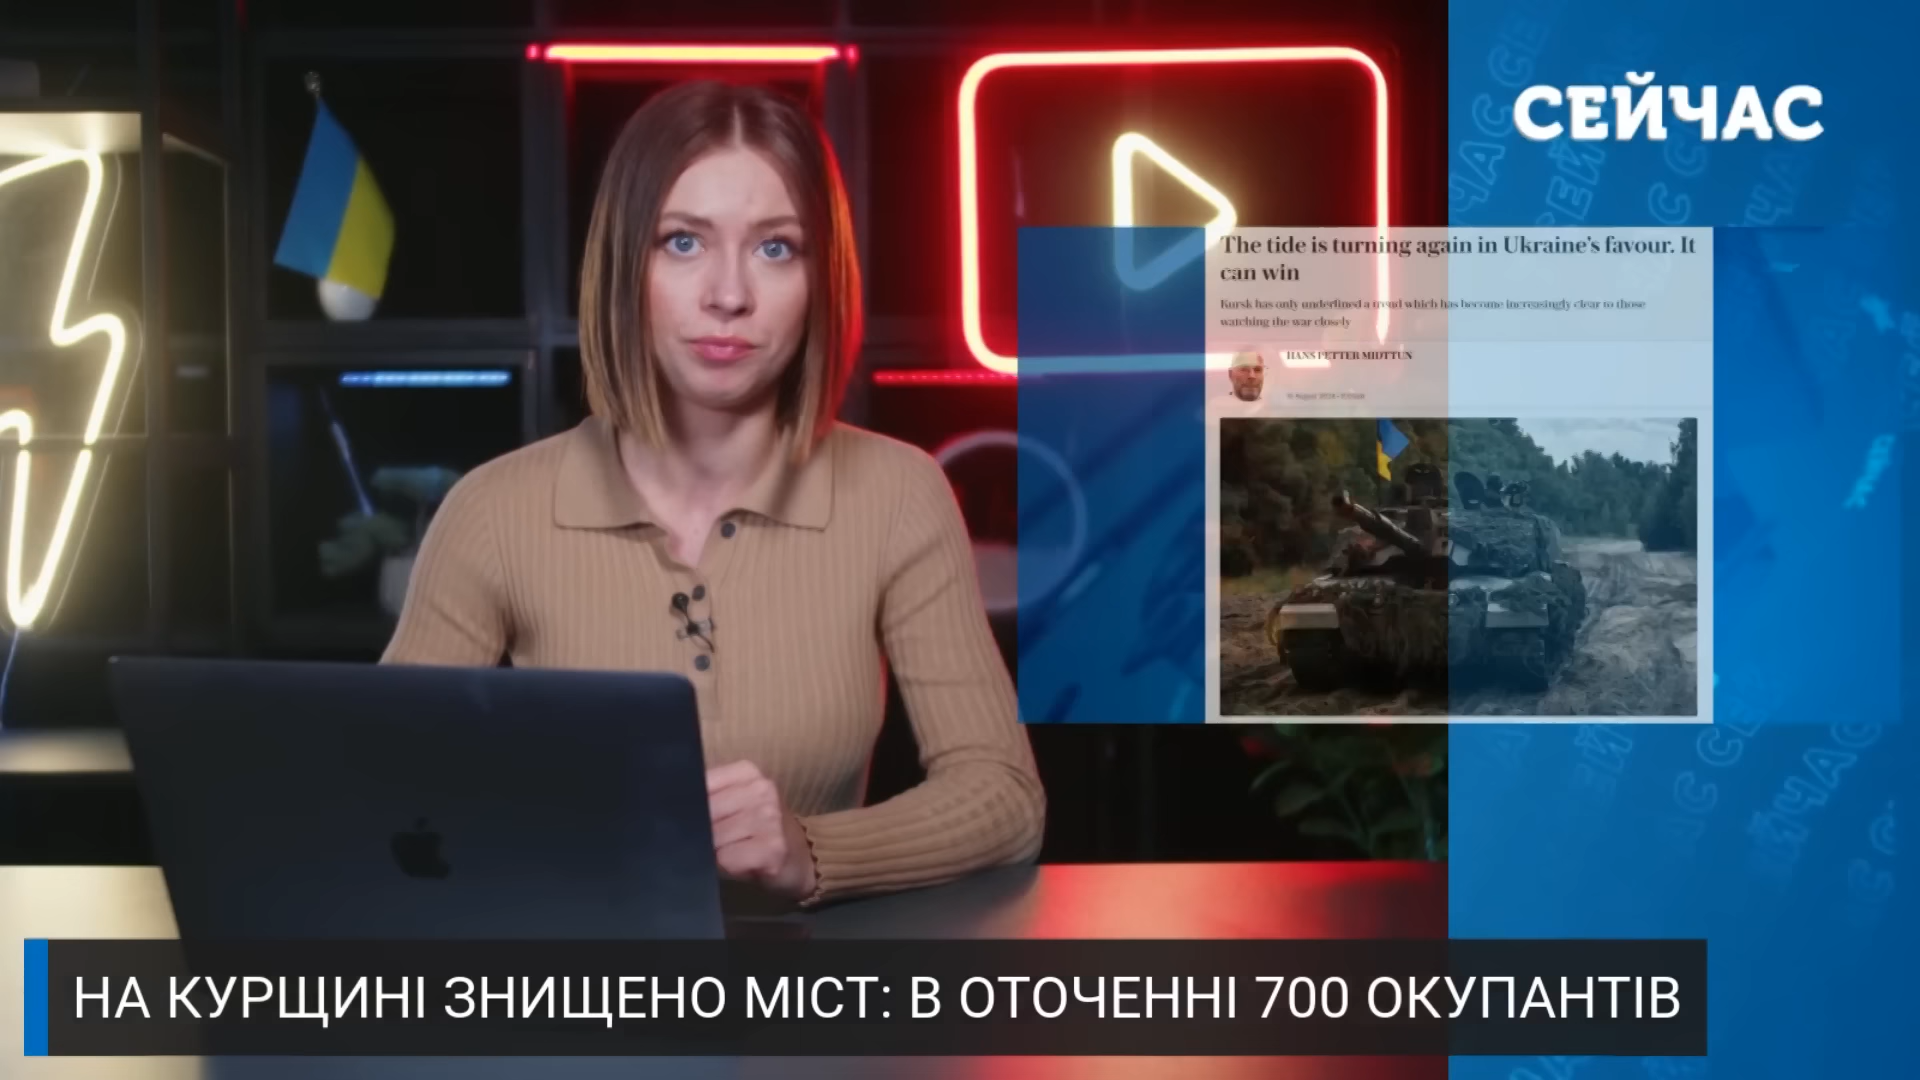 СЕЙЧАС
The tide is turning again in Ukraine's favour. It
can win
Kursk has only underlined a trend which has become increasingly clear to those
watching the war closely
HANS PETTER MIDTTUN
НА КУРЩИНІ ЗНИЩЕНО МІСТ: В ОТОЧЕННІ 700 ОКУПАНТІВ